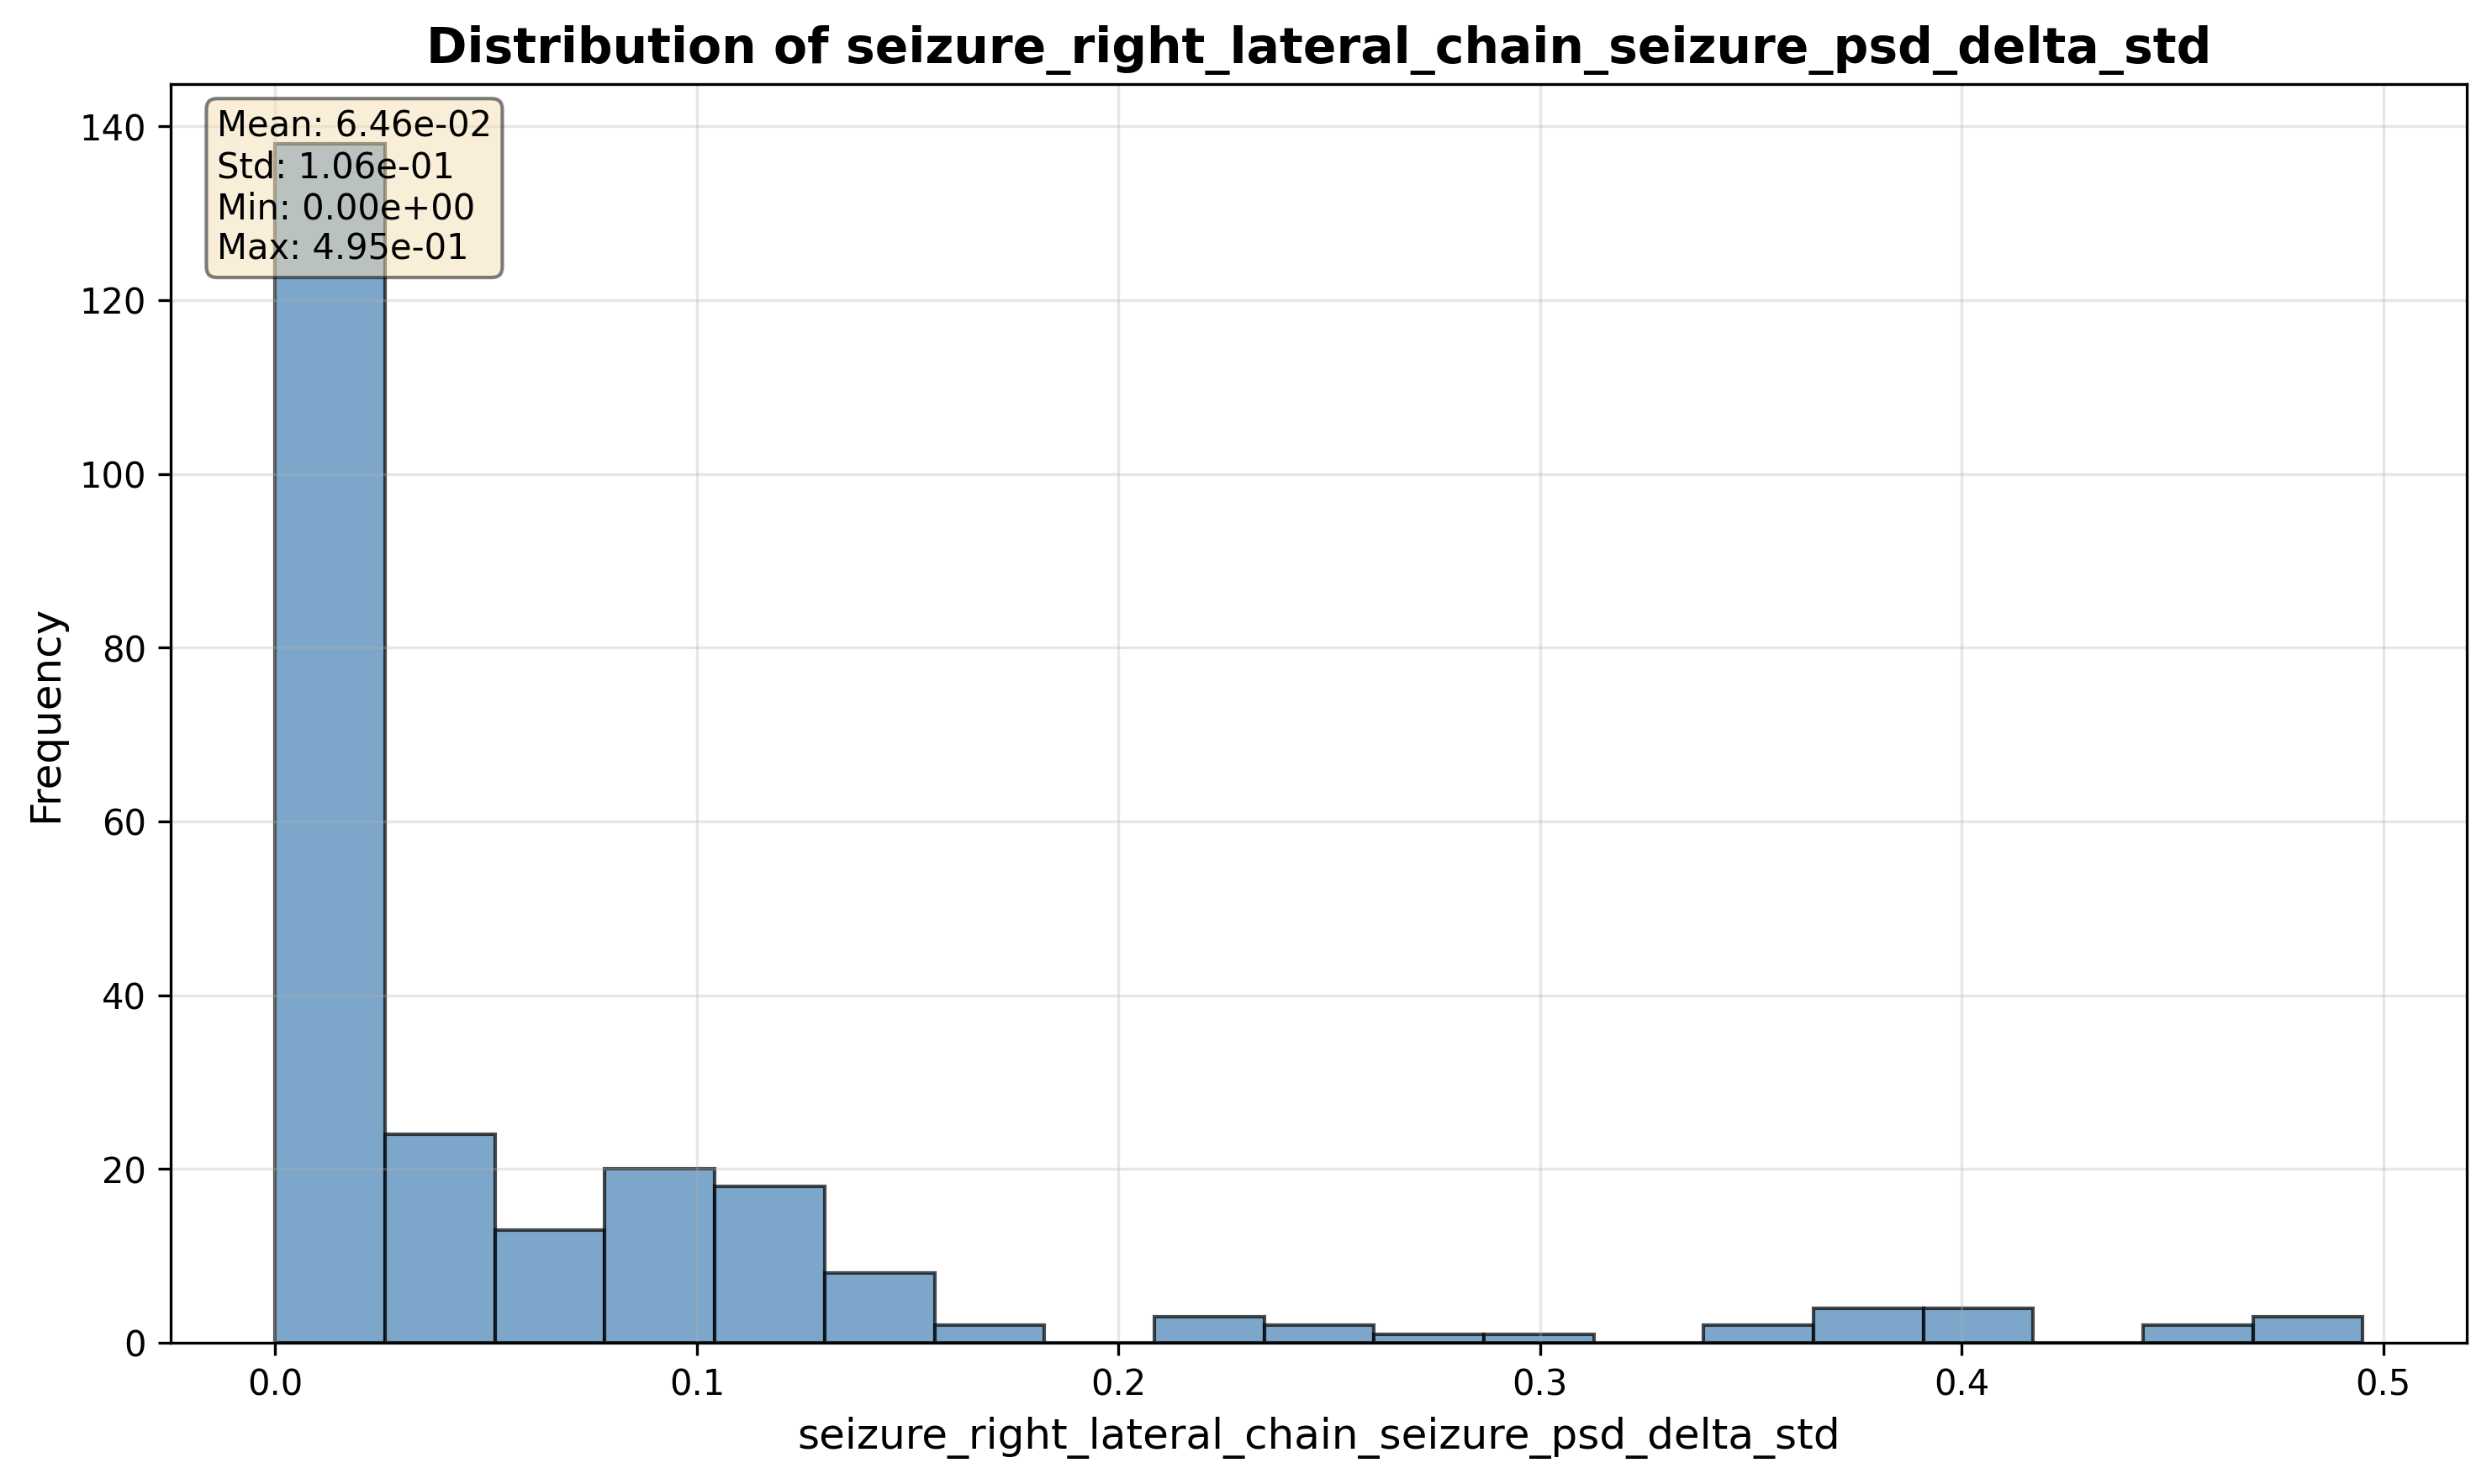 Distribution of seizure_right_lateral_chain_seizure_psd_delta_std
Mean: 6.46e-02
Std: 1.06e-01
Min: 0.00e+00
Max: 4.95e-01
Frequency
140
120
100
80
60
40
20
0
0.0 0.1 0.2 0.3 0.4 0.5
seizure_right_lateral_chain_seizure_psd_delta_std